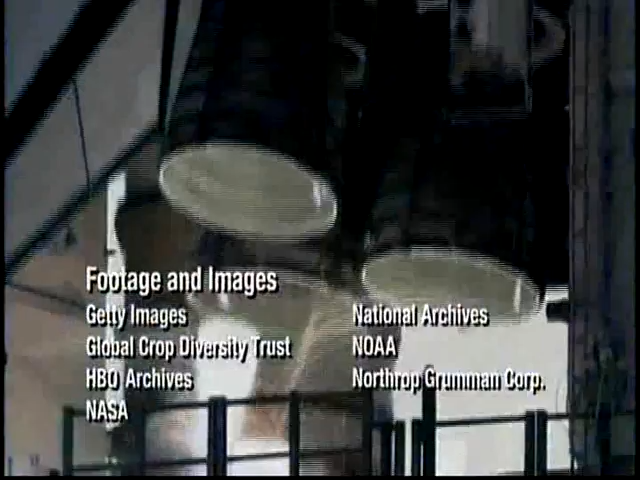 Footage and Images
Getty Images
Global Crop Diversity Trust
HBO Archives
NASA
National Archives
NOAA
Northrop Grumman Corp.